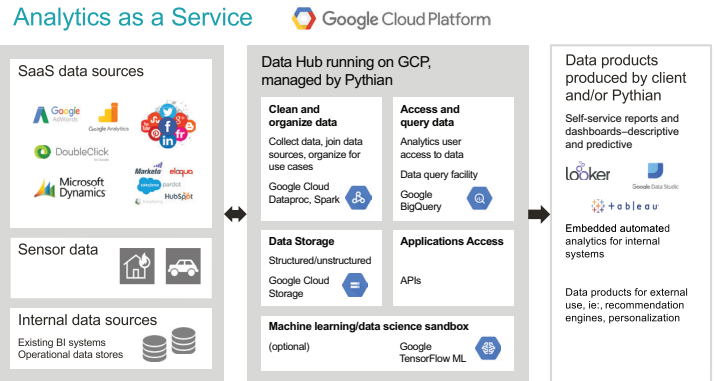 Analytics as a Service
Google Cloud Platform
SaaS data sources
Google
AdWords
Google Analytics
DoubleClick
Microsoft
Dynamics
Marketo
eloqua
salesforce
pardot
HubSpot
Sensor data
Internal data sources
Existing BI systems
Operational data stores
Data Hub running on GCP,
managed by Pythian
Clean and
organize data
Collect data, join data
sources, organize for
use cases
Google Cloud
Dataproc, Spark
Access and
query data
Analytics user
access to data
Data query facility
Google
BigQuery
Data Storage
Structured/unstructured
Google Cloud
Storage
Applications Access
APIs
Machine learning/data science sandbox
(optional)
Google
TensorFlow ML
Data products
produced by client
and/or Pythian
Self-service reports and
dashboards–descriptive
and predictive
looker
Google Data Studio
+ a b l e a u
Embedded automated
analytics for internal
systems
Data products for external
use, ie:, recommendation
engines, personalization